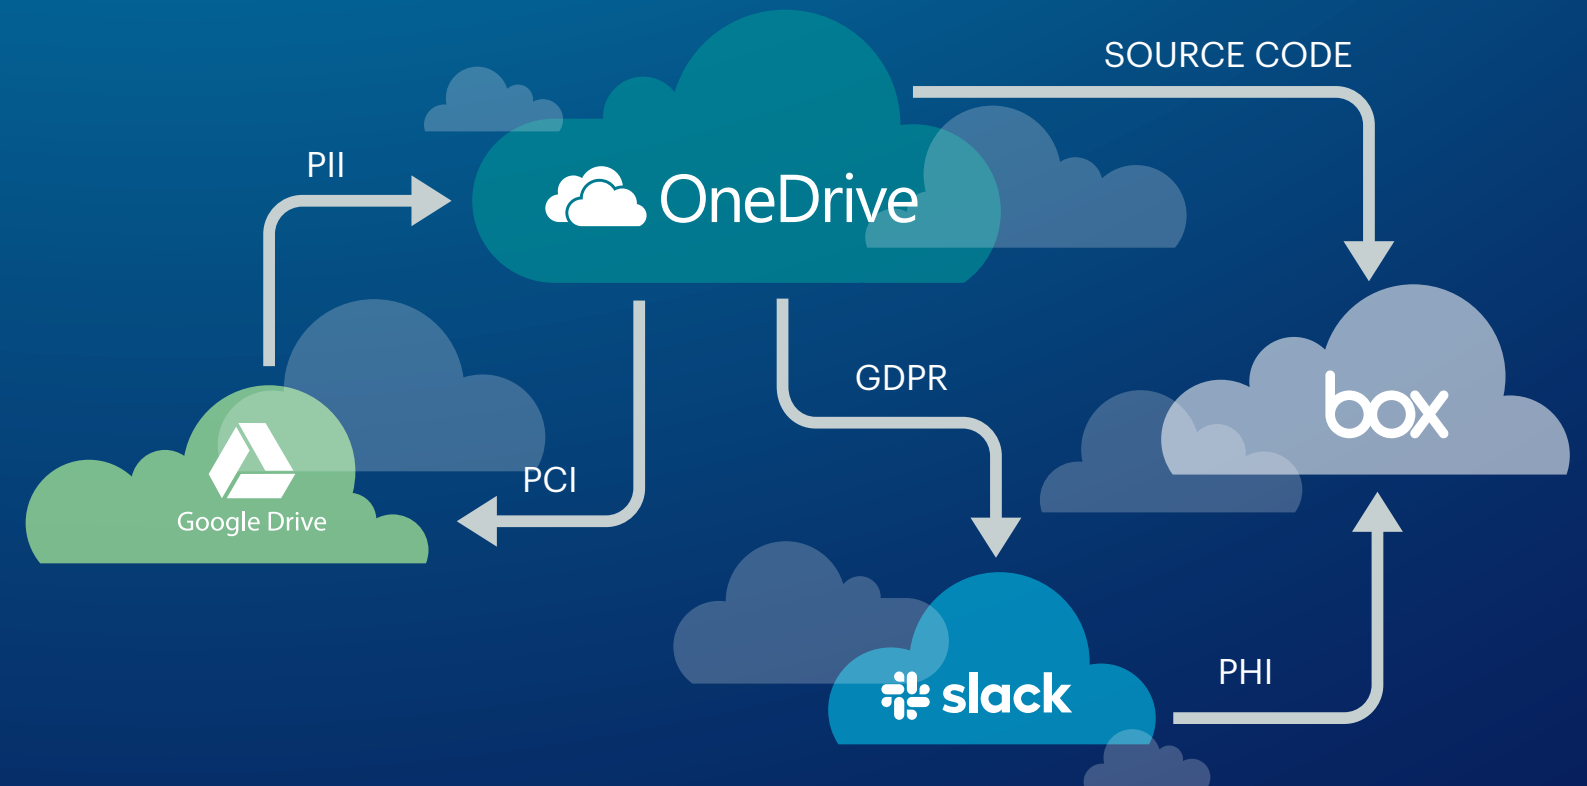 SOURCE CODE
PII
OneDrive
GDPR
box
PCI
Google Drive
slack
PHI